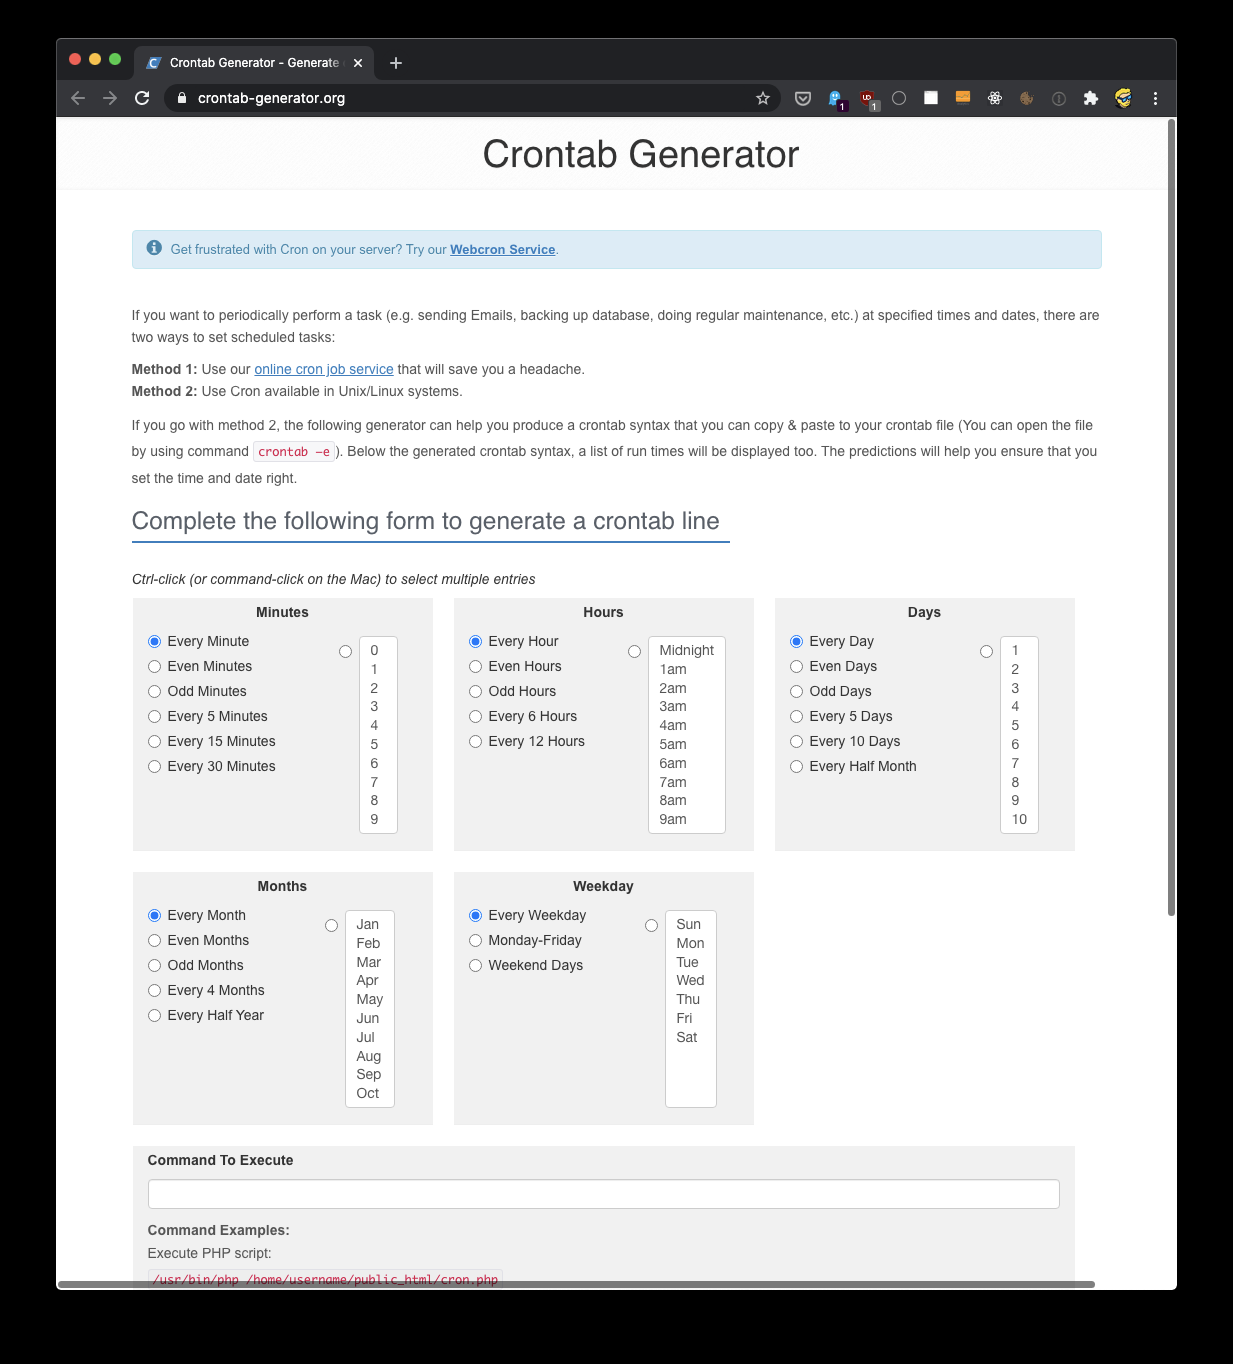 Crontab Generator - Generate
crontab-generator.org
1
1
Crontab Generator
Get frustrated with Cron on your server? Try our Webcron Service.
If you want to periodically perform a task (e.g. sending Emails, backing up database, doing regular maintenance, etc.) at specified times and dates, there are
two ways to set scheduled tasks:
Method 1: Use our online cron job service that will save you a headache.
Method 2: Use Cron available in Unix/Linux systems.
If you go with method 2, the following generator can help you produce a crontab syntax that you can copy & paste to your crontab file (You can open the file
by using command crontab -e ). Below the generated crontab syntax, a list of run times will be displayed too. The predictions will help you ensure that you
set the time and date right.
Complete the following form to generate a crontab line
Ctrl-click (or command-click on the Mac) to select multiple entries
Minutes
Every Minute
Even Minutes
Odd Minutes
Every 5 Minutes
Every 15 Minutes
Every 30 Minutes
0
1
2
3
4
5
6
7
8
9
Hours
Every Hour
Even Hours
Odd Hours
Every 6 Hours
Every 12 Hours
Midnight
1am
2am
3am
4am
5am
6am
7am
8am
9am
Days
Every Day
Even Days
Odd Days
Every 5 Days
Every 10 Days
Every Half Month
1
2
3
4
5
6
7
8
9
10
Months
Every Month
Even Months
Odd Months
Every 4 Months
Every Half Year
Jan
Feb
Mar
Apr
May
Jun
Jul
Aug
Sep
Oct
Weekday
Every Weekday
Monday-Friday
Weekend Days
Sun
Mon
Tue
Wed
Thu
Fri
Sat
Command To Execute
Command Examples:
Execute PHP script:
/usr/bin/php /home/username/public_html/cron.php